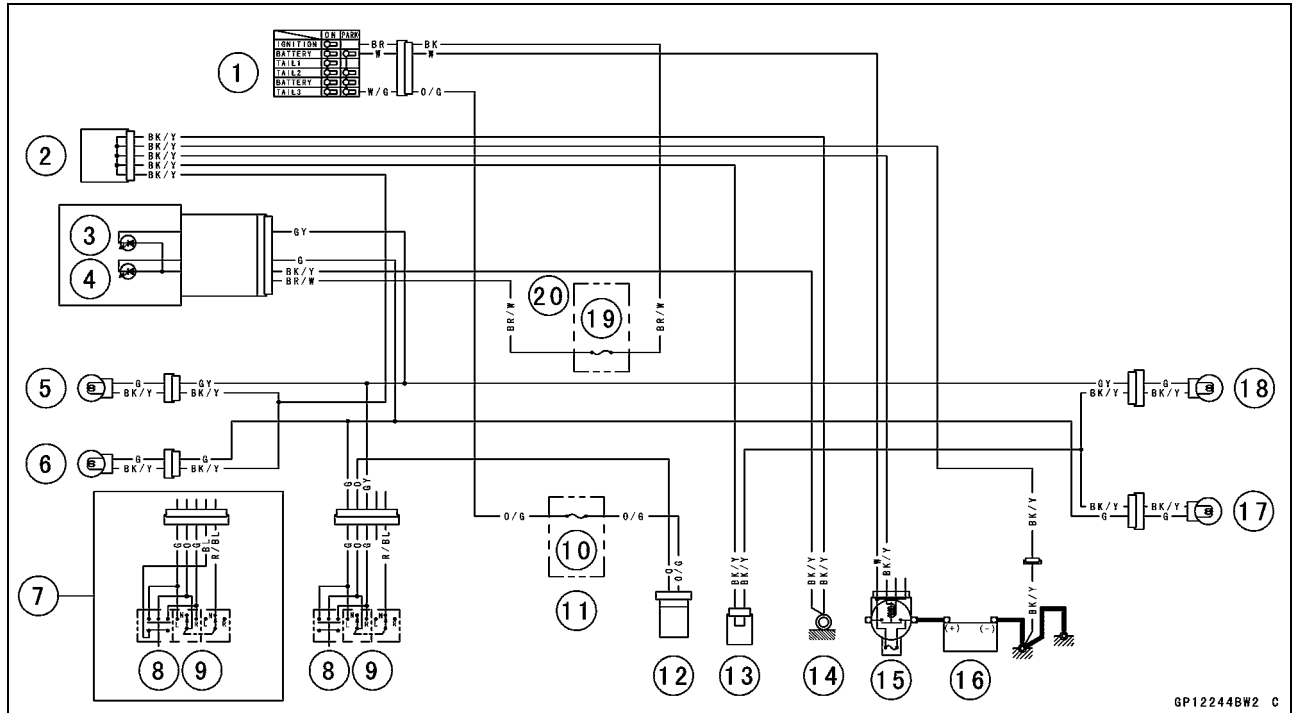 ON PARK
IGNITION
BATTERY
TAIL1
TAIL2
BATTERY
TAIL3
BR BK
W W
W/G O/G
1
2
BK/Y
BK/Y
BK/Y
BK/Y
BK/Y
3
4
GY
G
BK/Y
BR/W
BR/W
20
19
BR/W
5
G GY
BK/Y BK/Y
GY G
BK/Y BK/Y
18
6
G G
BK/Y BK/Y
G O GY
BK/Y BK/Y
G G
17
BK/Y
7
G O G BL R/BL
G O G R/BL
O/G O/G
10
11
O O/G
BK/Y BK/Y
BK/Y BK/Y
W BK/Y
BK/Y
8 9
8 9
12
13
14
15
(+) (-)
16
GP12244BW2 C